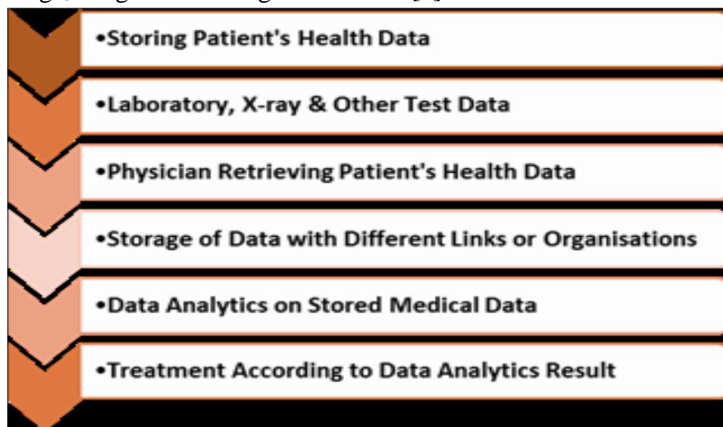 •Storing Patient's Health Data
•Laboratory, X-ray & Other Test Data
•Physician Retrieving Patient's Health Data
•Storage of Data with Different Links or Organisations
•Data Analytics on Stored Medical Data
•Treatment According to Data Analytics Result